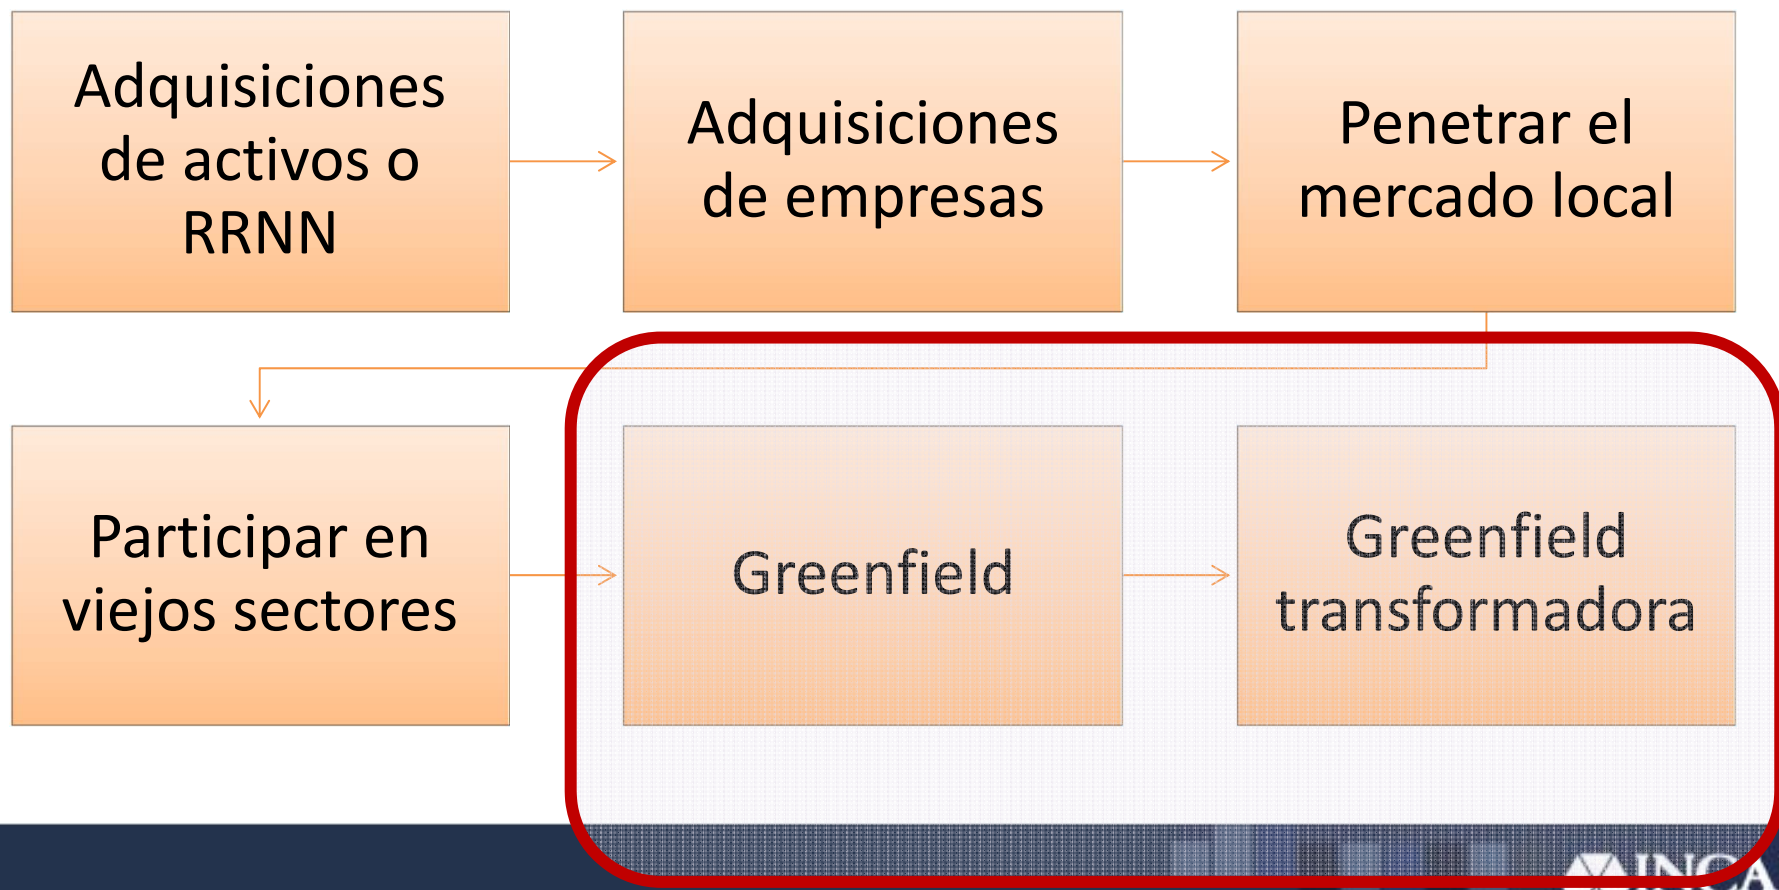 Adquisiciones
de activos o
RRNN
Adquisiciones
de empresas
Penetrar el
mercado local
Participar en
viejos sectores
Greenfield
Greenfield
transformadora